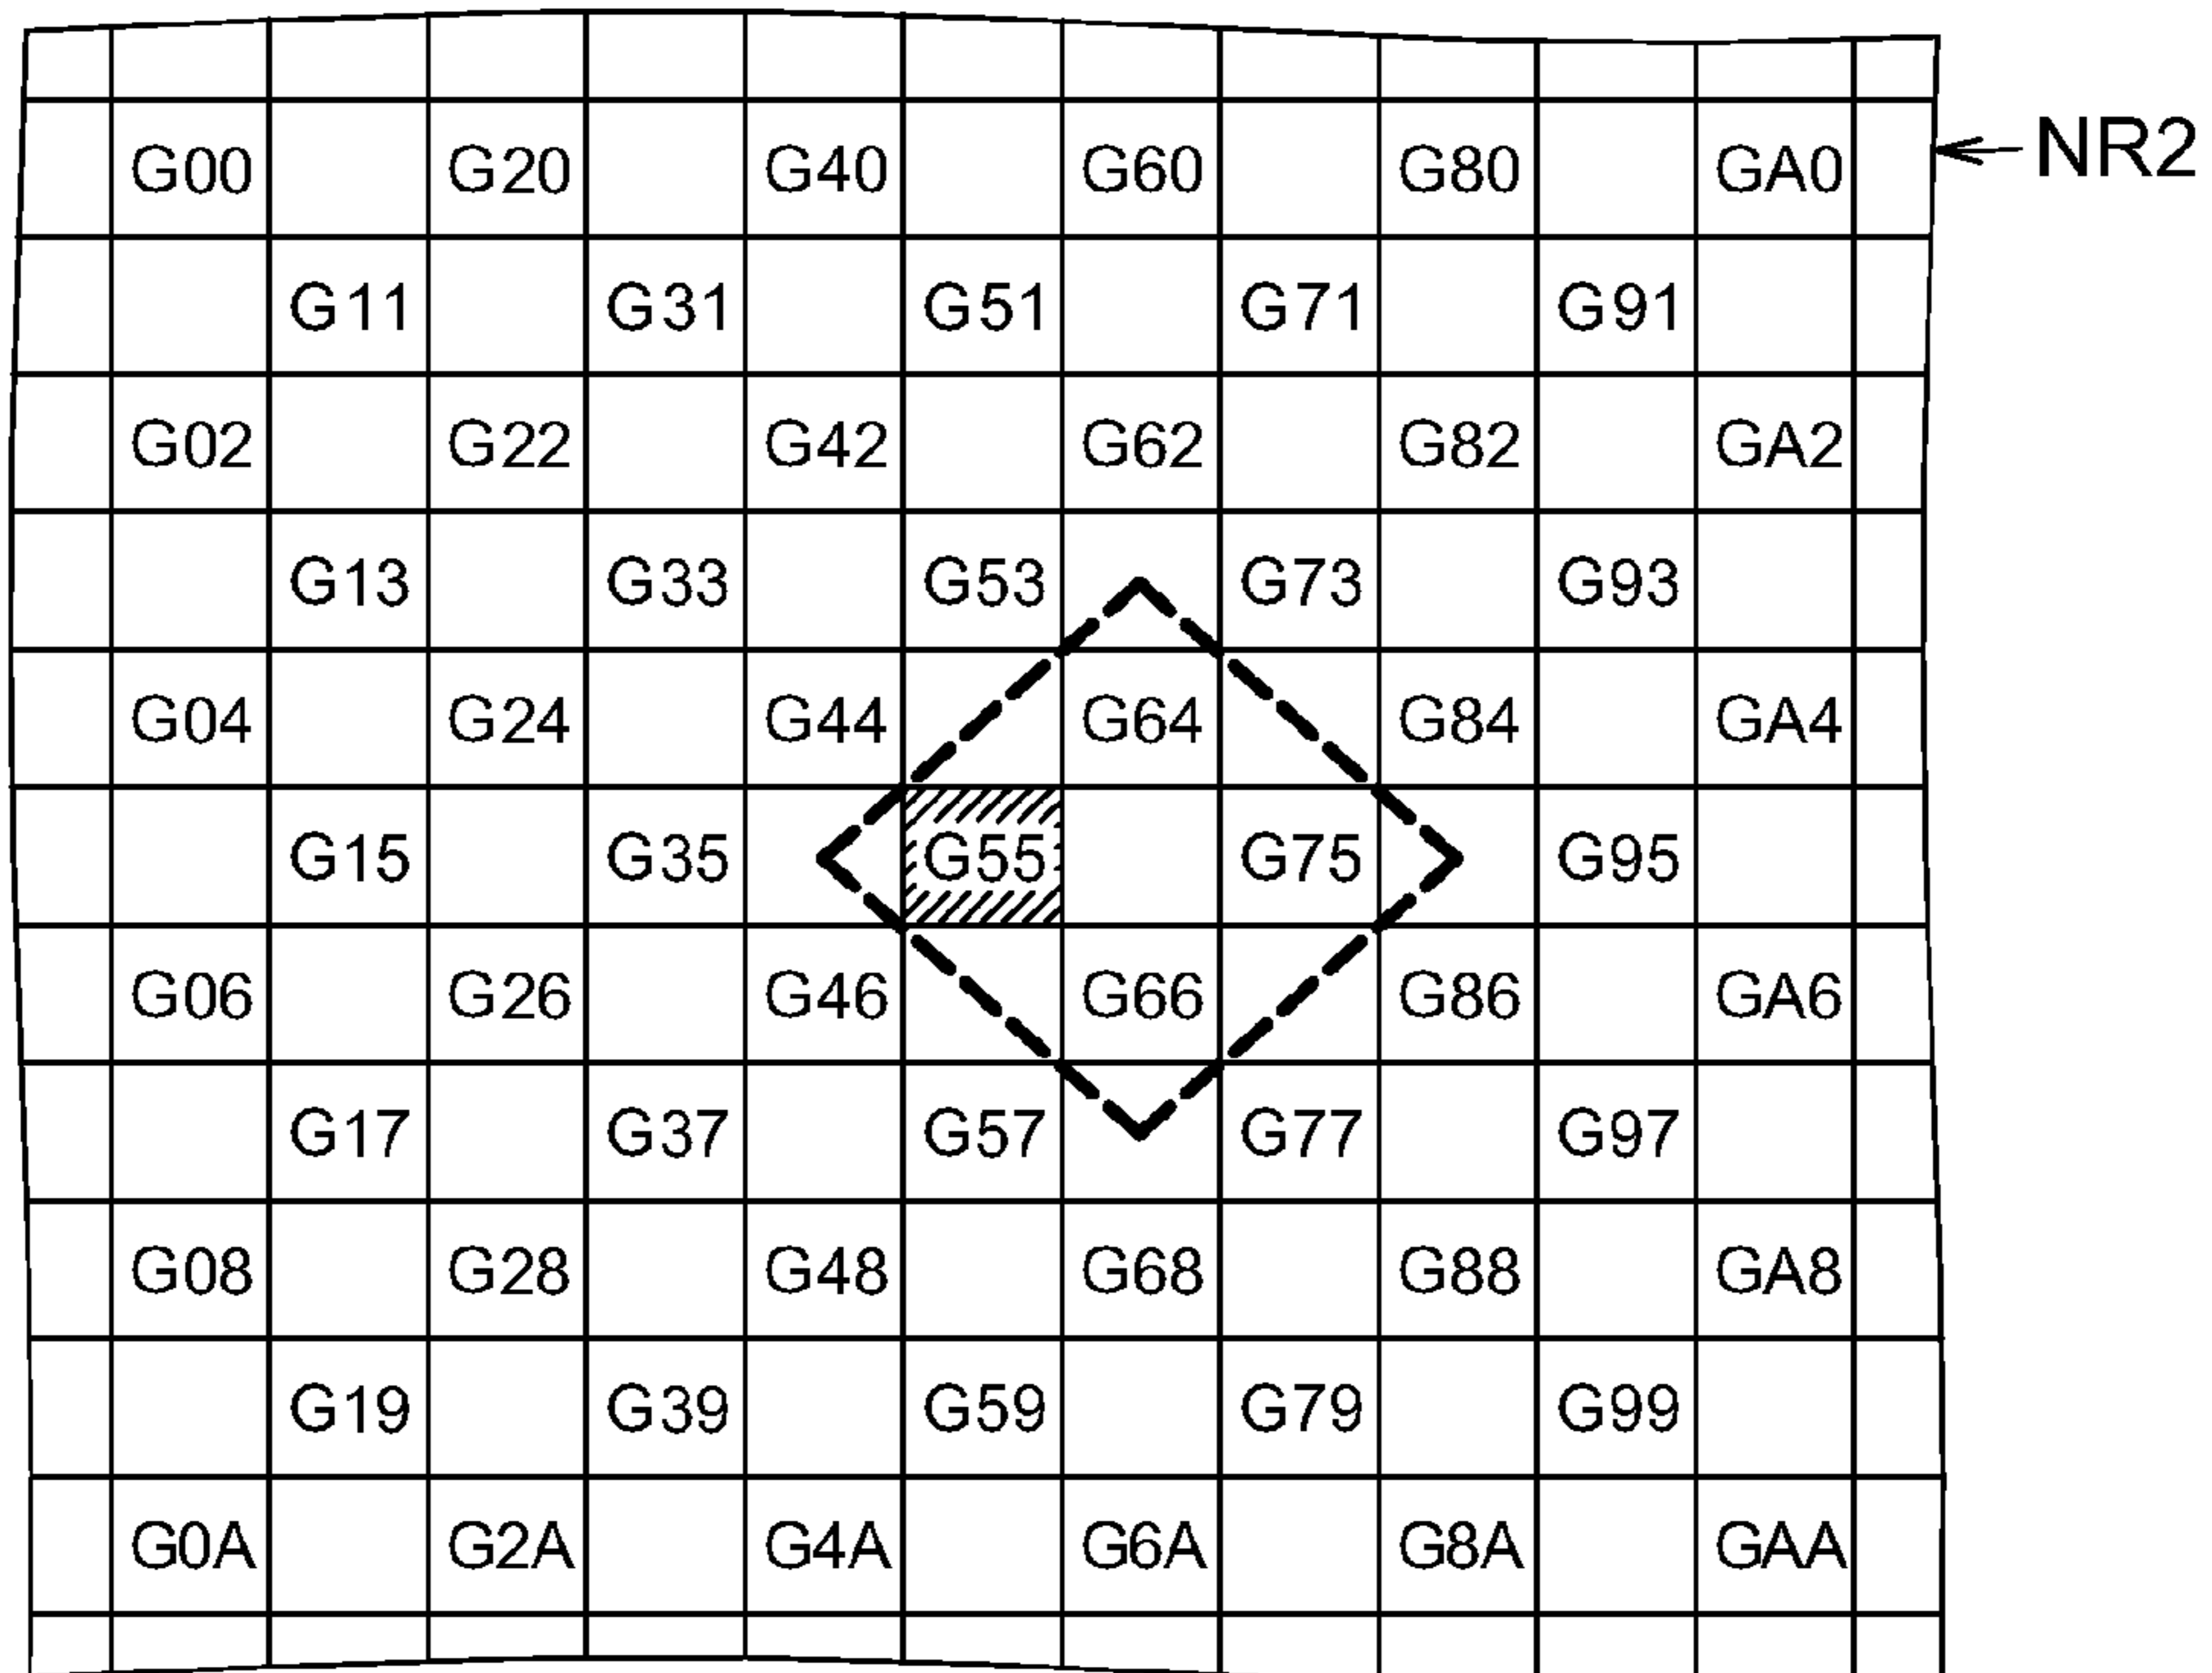 G00 G20 G40 G60 G80 GA0 NR2
G11 G31 G51 G71 G91
G02 G22 G42 G62 G82 GA2
G13 G33 G53 G73 G93
G04 G24 G44 G64 G84 GA4
G15 G35 G55 G75 G95
G06 G26 G46 G66 G86 GA6
G17 G37 G57 G77 G97
G08 G28 G48 G68 G88 GA8
G19 G39 G59 G79 G99
G0A G2A G4A G6A G8A GAA